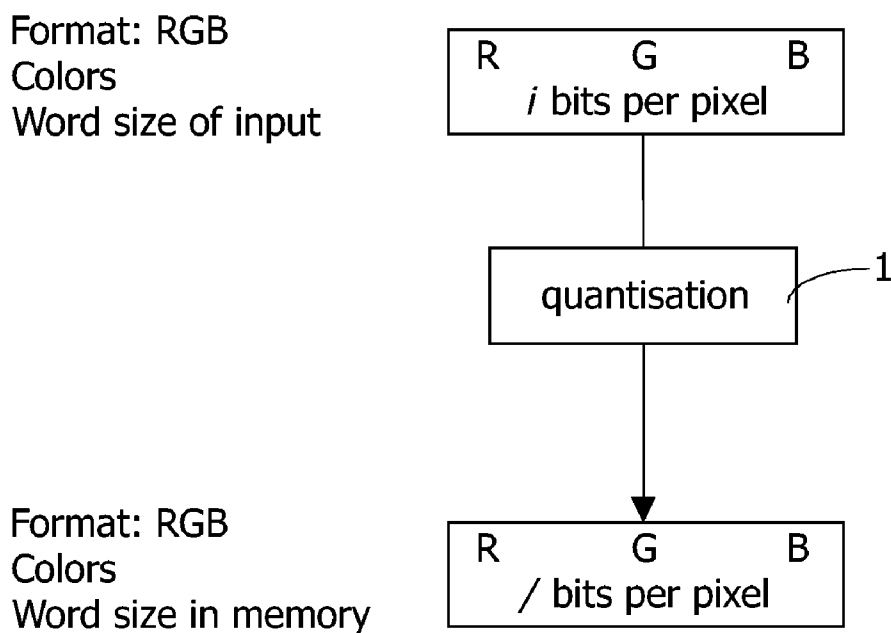 Format: RGB
Colors
Word size of input
R G B
i bits per pixel
quantisation
1
Format: RGB
Colors
Word size in memory
R G B
/ bits per pixel